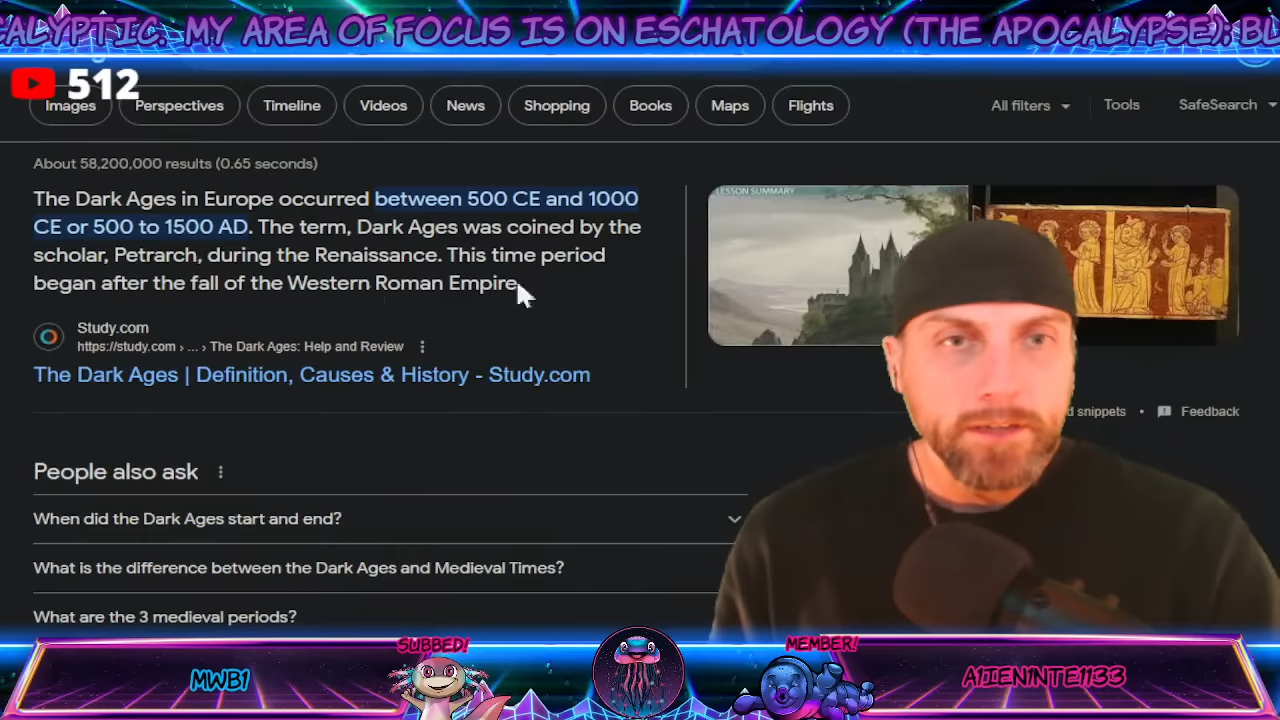 CALYPTIC. MY AREA OF FOCUS IS ON ESCHATOLOGY (THE APOCALYPSE); BL
512
Images Perspectives Timeline Videos News Shopping Books Maps Flights All filters Tools SafeSearch
About 58,200,000 results (0.65 seconds)
The Dark Ages in Europe occurred between 500 CE and 1000
CE or 500 to 1500 AD. The term, Dark Ages was coined by the
scholar, Petrarch, during the Renaissance. This time period
began after the fall of the Western Roman Empire.
LESSON SUMMARY
Study.com
https://study.com › ... › The Dark Ages: Help and Review
The Dark Ages | Definition, Causes & History - Study.com
d snippets • Feedback
People also ask
When did the Dark Ages start and end?
What is the difference between the Dark Ages and Medieval Times?
What are the 3 medieval periods?
SUBBED!
MWB1
MEMBER!
A1IEN1NTE1133